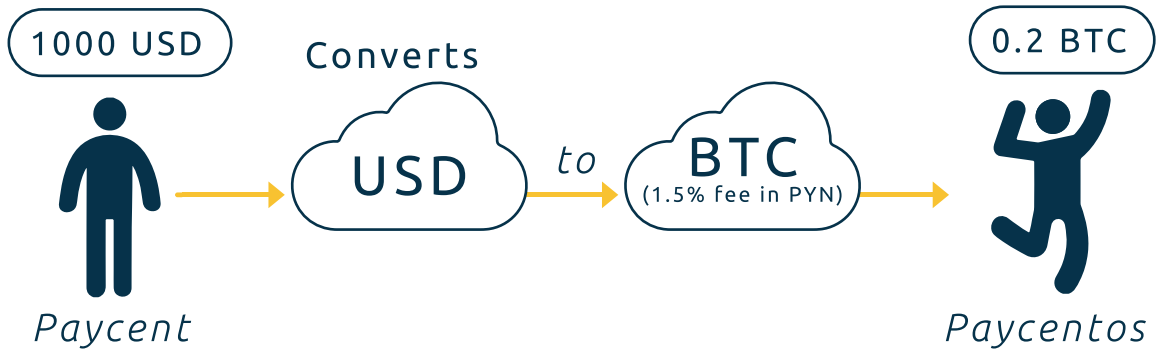 1000 USD
Converts
USD
to
BTC
(1.5% fee in PYN)
0.2 BTC
Paycent
Paycentos